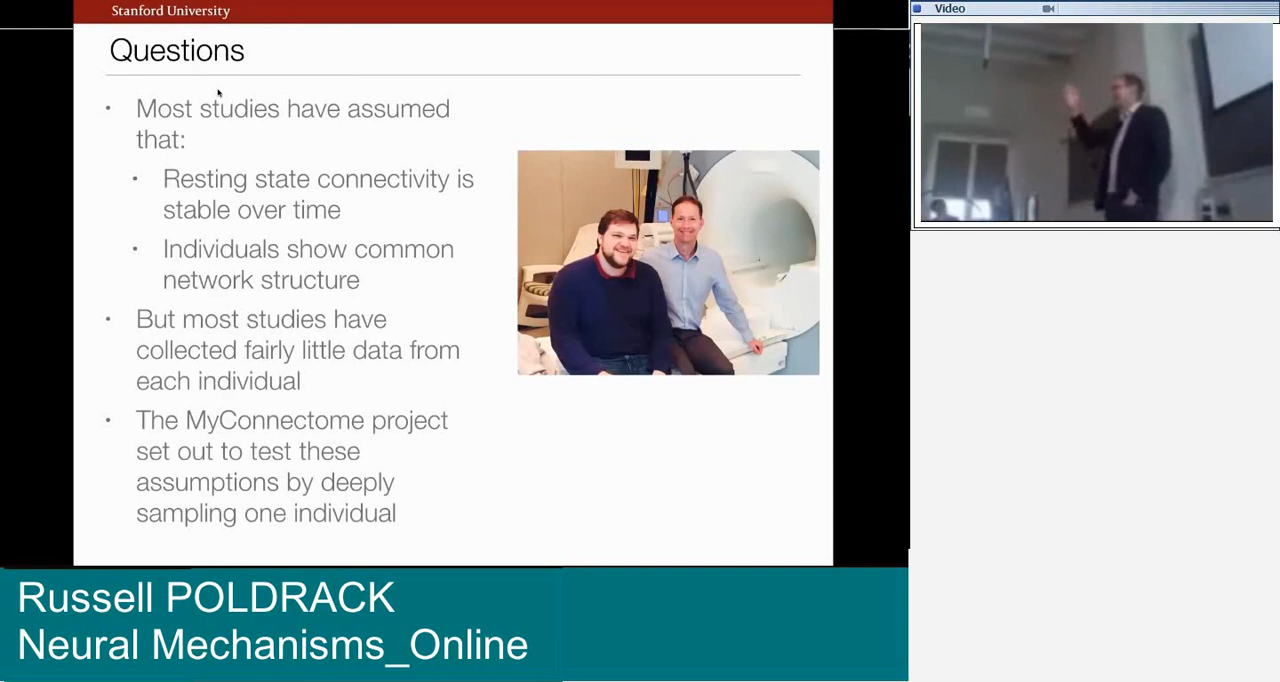 Stanford University
Questions
• Most studies have assumed
that:
• Resting state connectivity is
stable over time
• Individuals show common
network structure
• But most studies have
collected fairly little data from
each individual
• The MyConnectome project
set out to test these
assumptions by deeply
sampling one individual
Video
Russell POLDRACK
Neural Mechanisms_Online